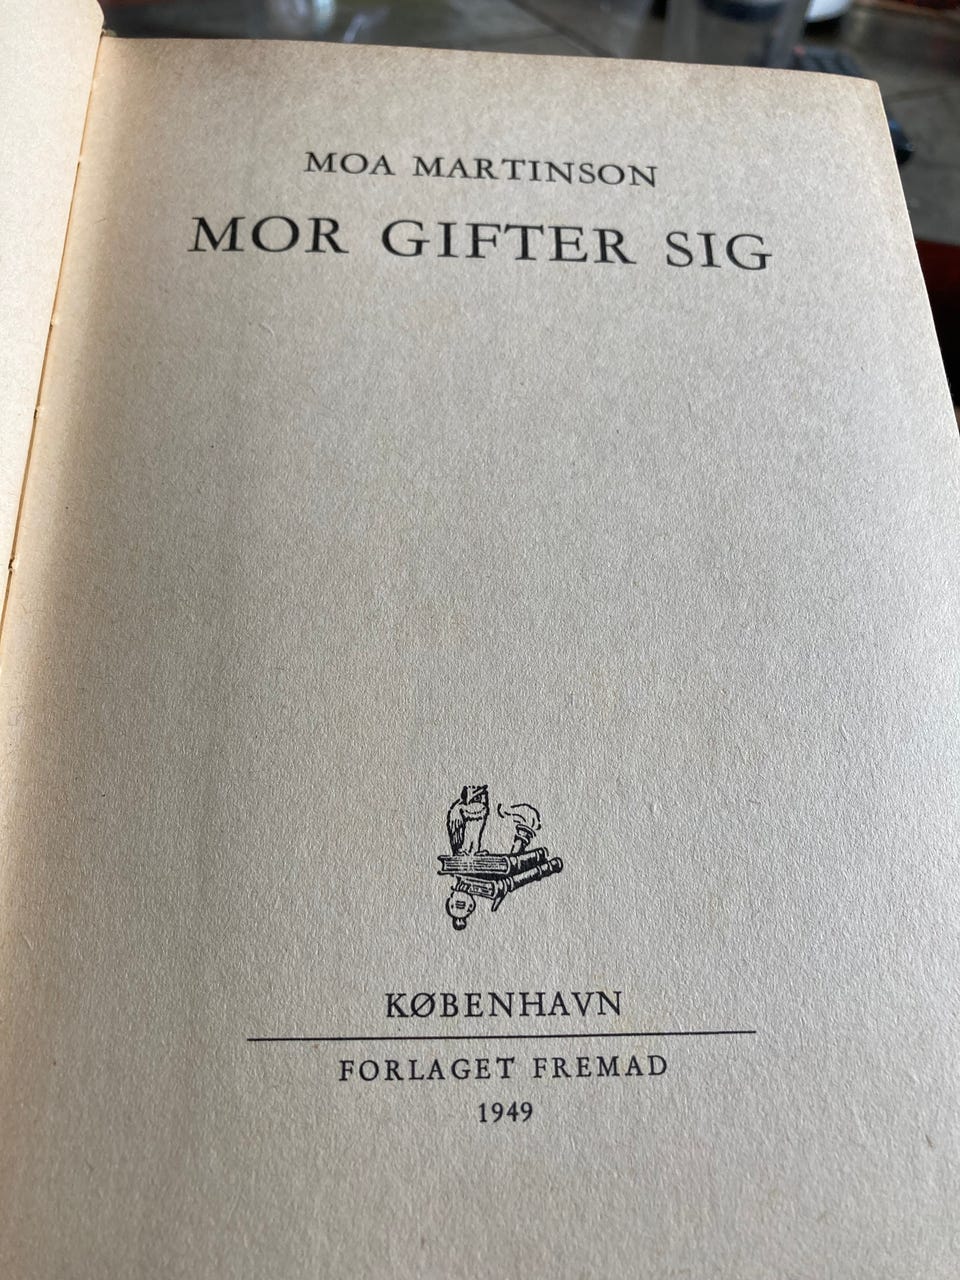 MOA MARTINSON
MOR GIFTER SIG
KØBENHAVN
FORLAGET FREMAD
1949